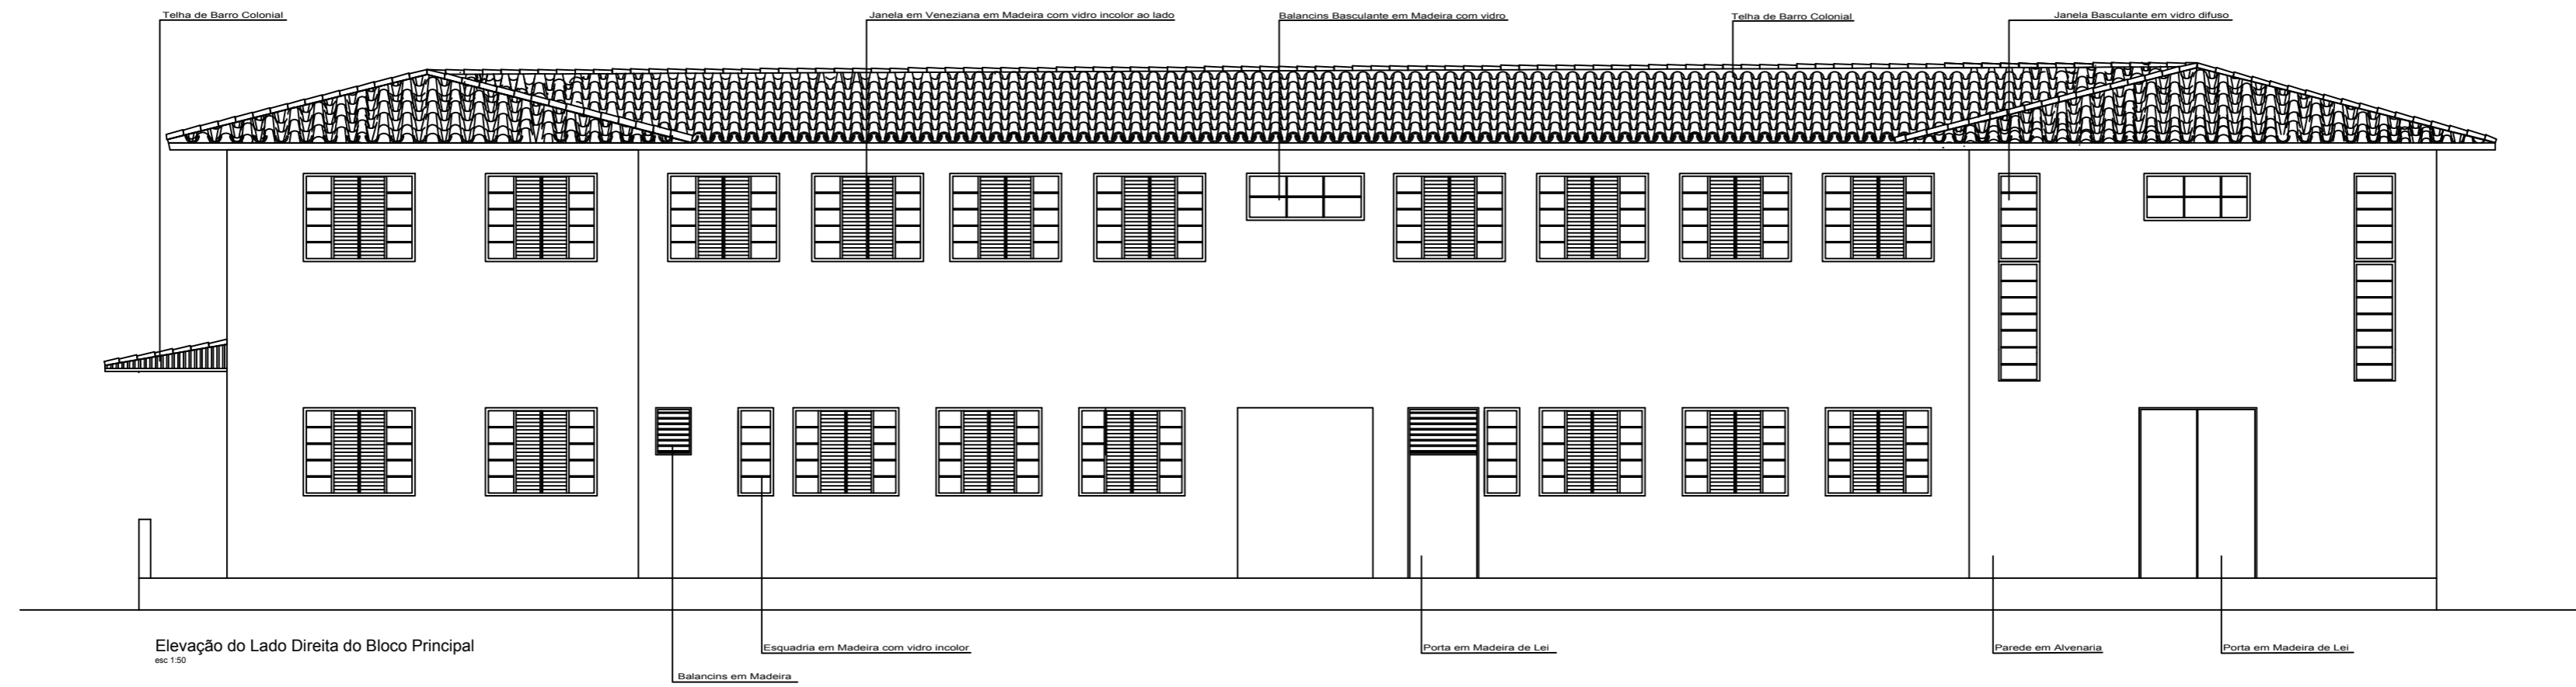 Telha de Barro Colonial
Janela em Veneziana em Madeira com vidro incolor ao lado
Balancins Basculante em Madeira com vidro
Telha de Barro Colonial
Janela Basculante em vidro difuso
Elevação do Lado Direita do Bloco Principal
esc 1:50
Esquadria em Madeira com vidro incolor
Porta em Madeira de Lei
Parede em Alvenaria
Porta em Madeira de Lei
Balancins em Madeira